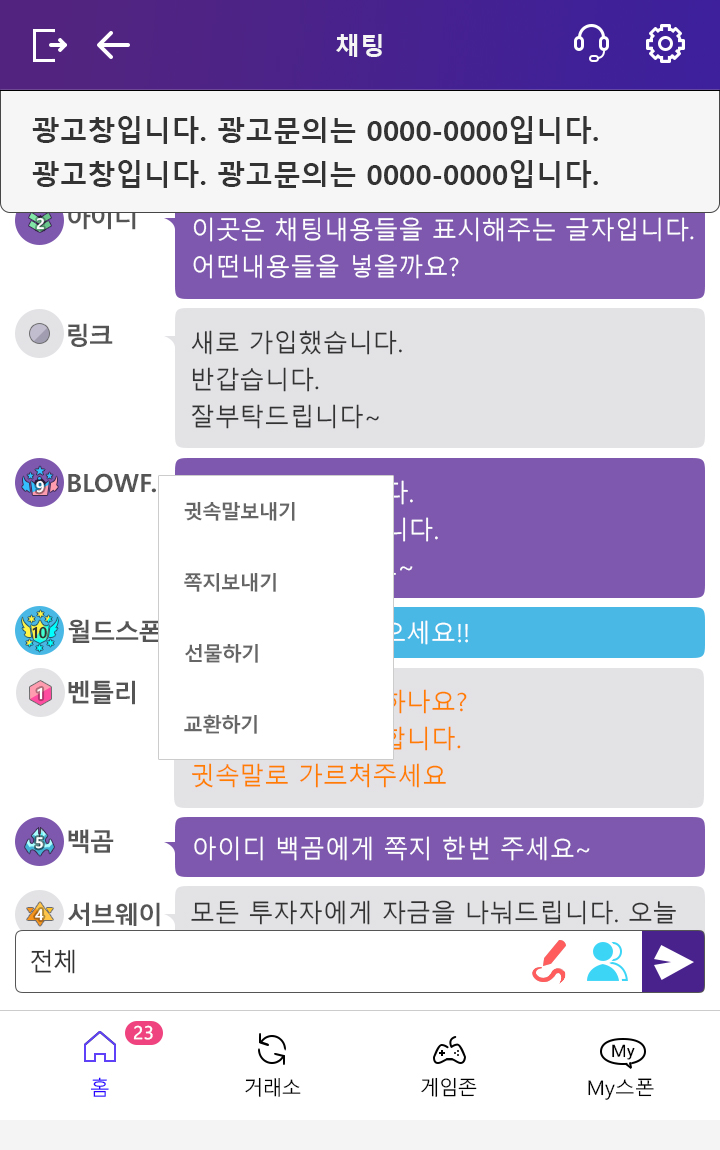 채팅
광고창입니다. 광고문의는 0000-0000입니다.
광고창입니다. 광고문의는 0000-0000입니다.
2 아이디
이곳은 채팅내용들을 표시해주는 글자입니다.
어떤내용들을 넣을까요?
링크
새로 가입했습니다.
반갑습니다.
잘부탁드립니다~
9 BLOWF.
다.
니다.
~
귓속말보내기
쪽지보내기
선물하기
교환하기
10 월드스폰
으세요!!
1 벤틀리
하나요?
합니다.
귓속말로 가르쳐주세요
5 백곰
아이디 백곰에게 쪽지 한번 주세요~
4 서브웨이
모든 투자자에게 자금을 나눠드립니다. 오늘
전체
23
My
홈 거래소 게임존 My스폰